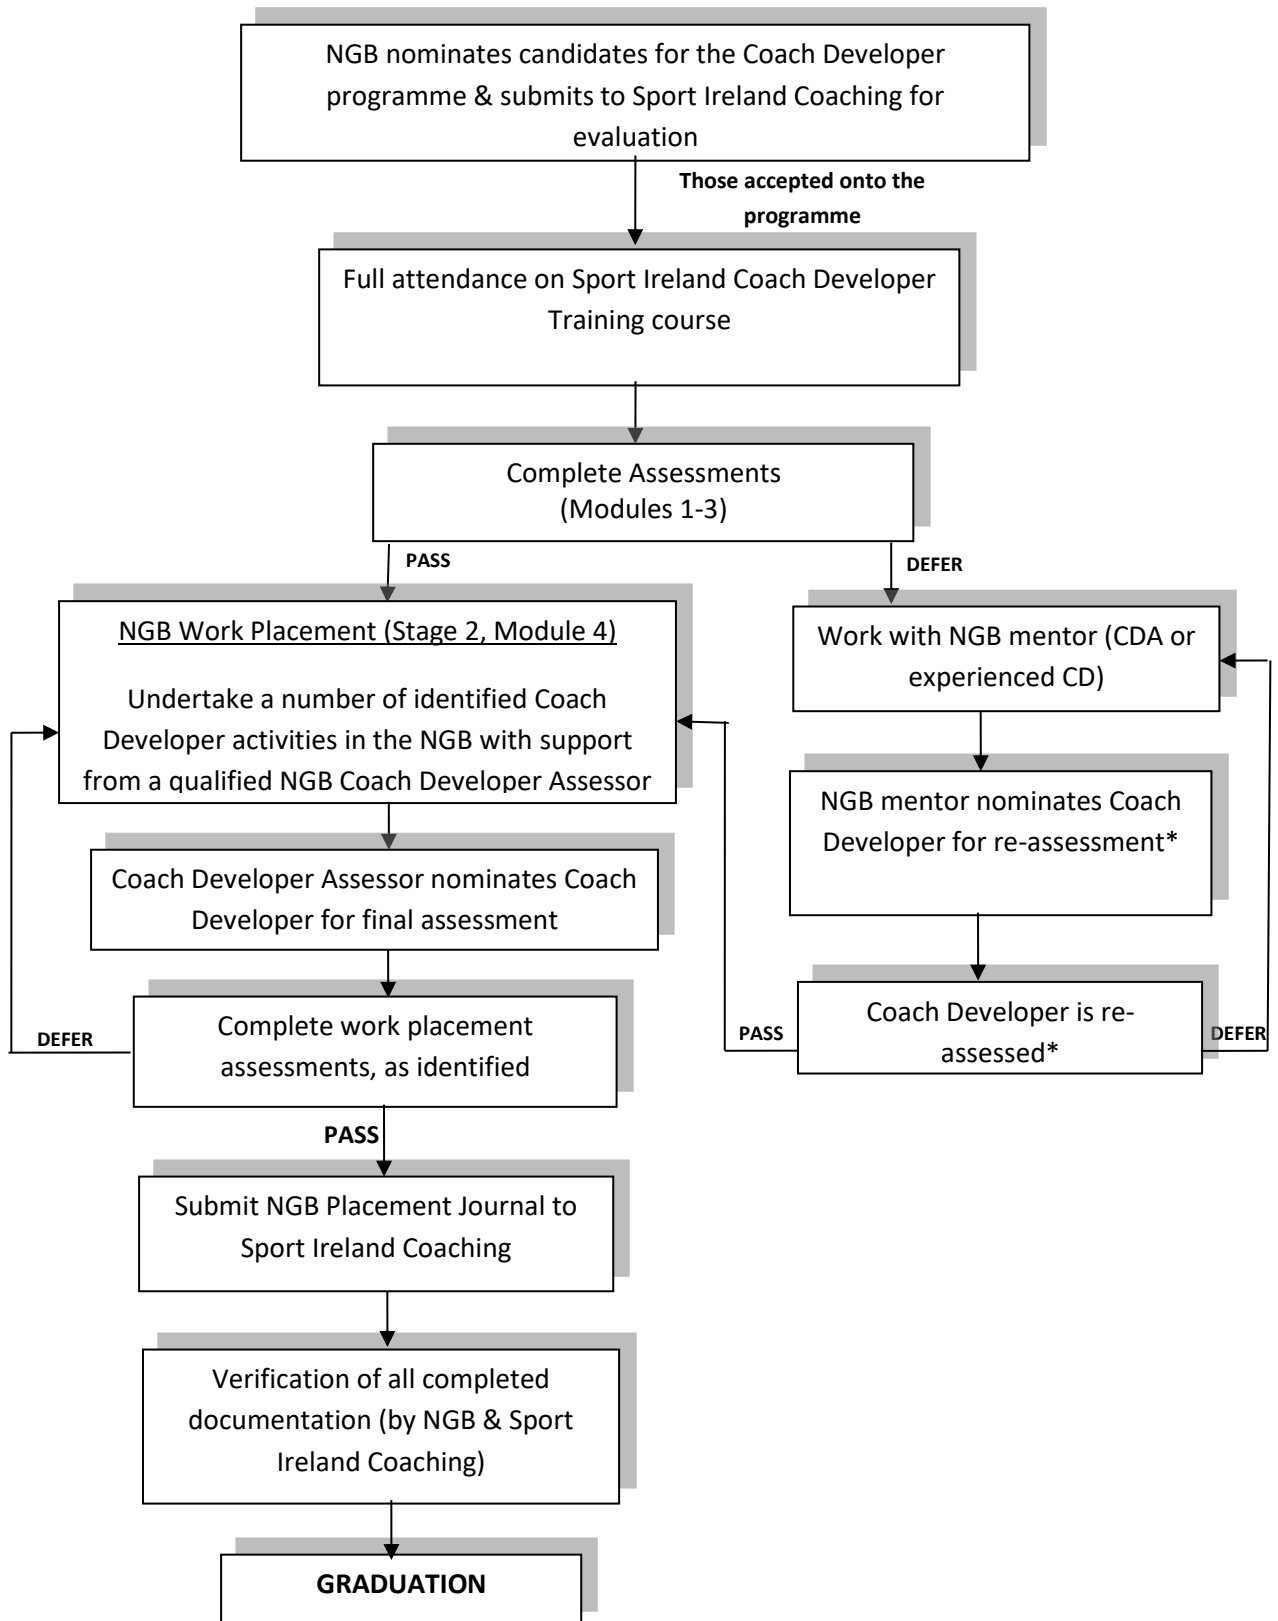 NGB nominates candidates for the Coach Developer
programme & submits to Sport Ireland Coaching for
evaluation
Those accepted onto the
programme
Full attendance on Sport Ireland Coach Developer
Training course
Complete Assessments
(Modules 1-3)
PASS
DEFER
NGB Work Placement (Stage 2, Module 4)
Undertake a number of identified Coach
Developer activities in the NGB with support
from a qualified NGB Coach Developer Assessor
Work with NGB mentor (CDA or
experienced CD)
NGB mentor nominates Coach
Developer for re-assessment*
Coach Developer Assessor nominates Coach
Developer for final assessment
Coach Developer is re-
assessed*
PASS
DEFER
Complete work placement
assessments, as identified
DEFER
PASS
Submit NGB Placement Journal to
Sport Ireland Coaching
Verification of all completed
documentation (by NGB & Sport
Ireland Coaching)
GRADUATION